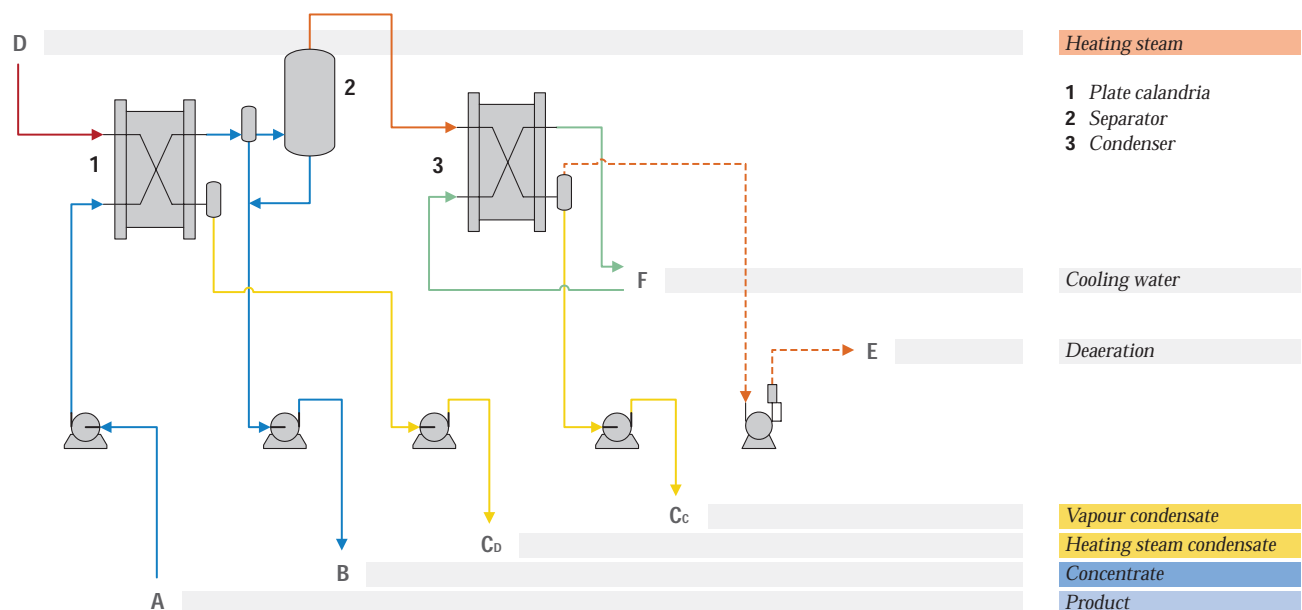 D
Heating steam
1 Plate calandria
2 Separator
3 Condenser
2
1
3
F
Cooling water
E
Deaeration
CC
Vapour condensate
CD
Heating steam condensate
B
Concentrate
A
Product